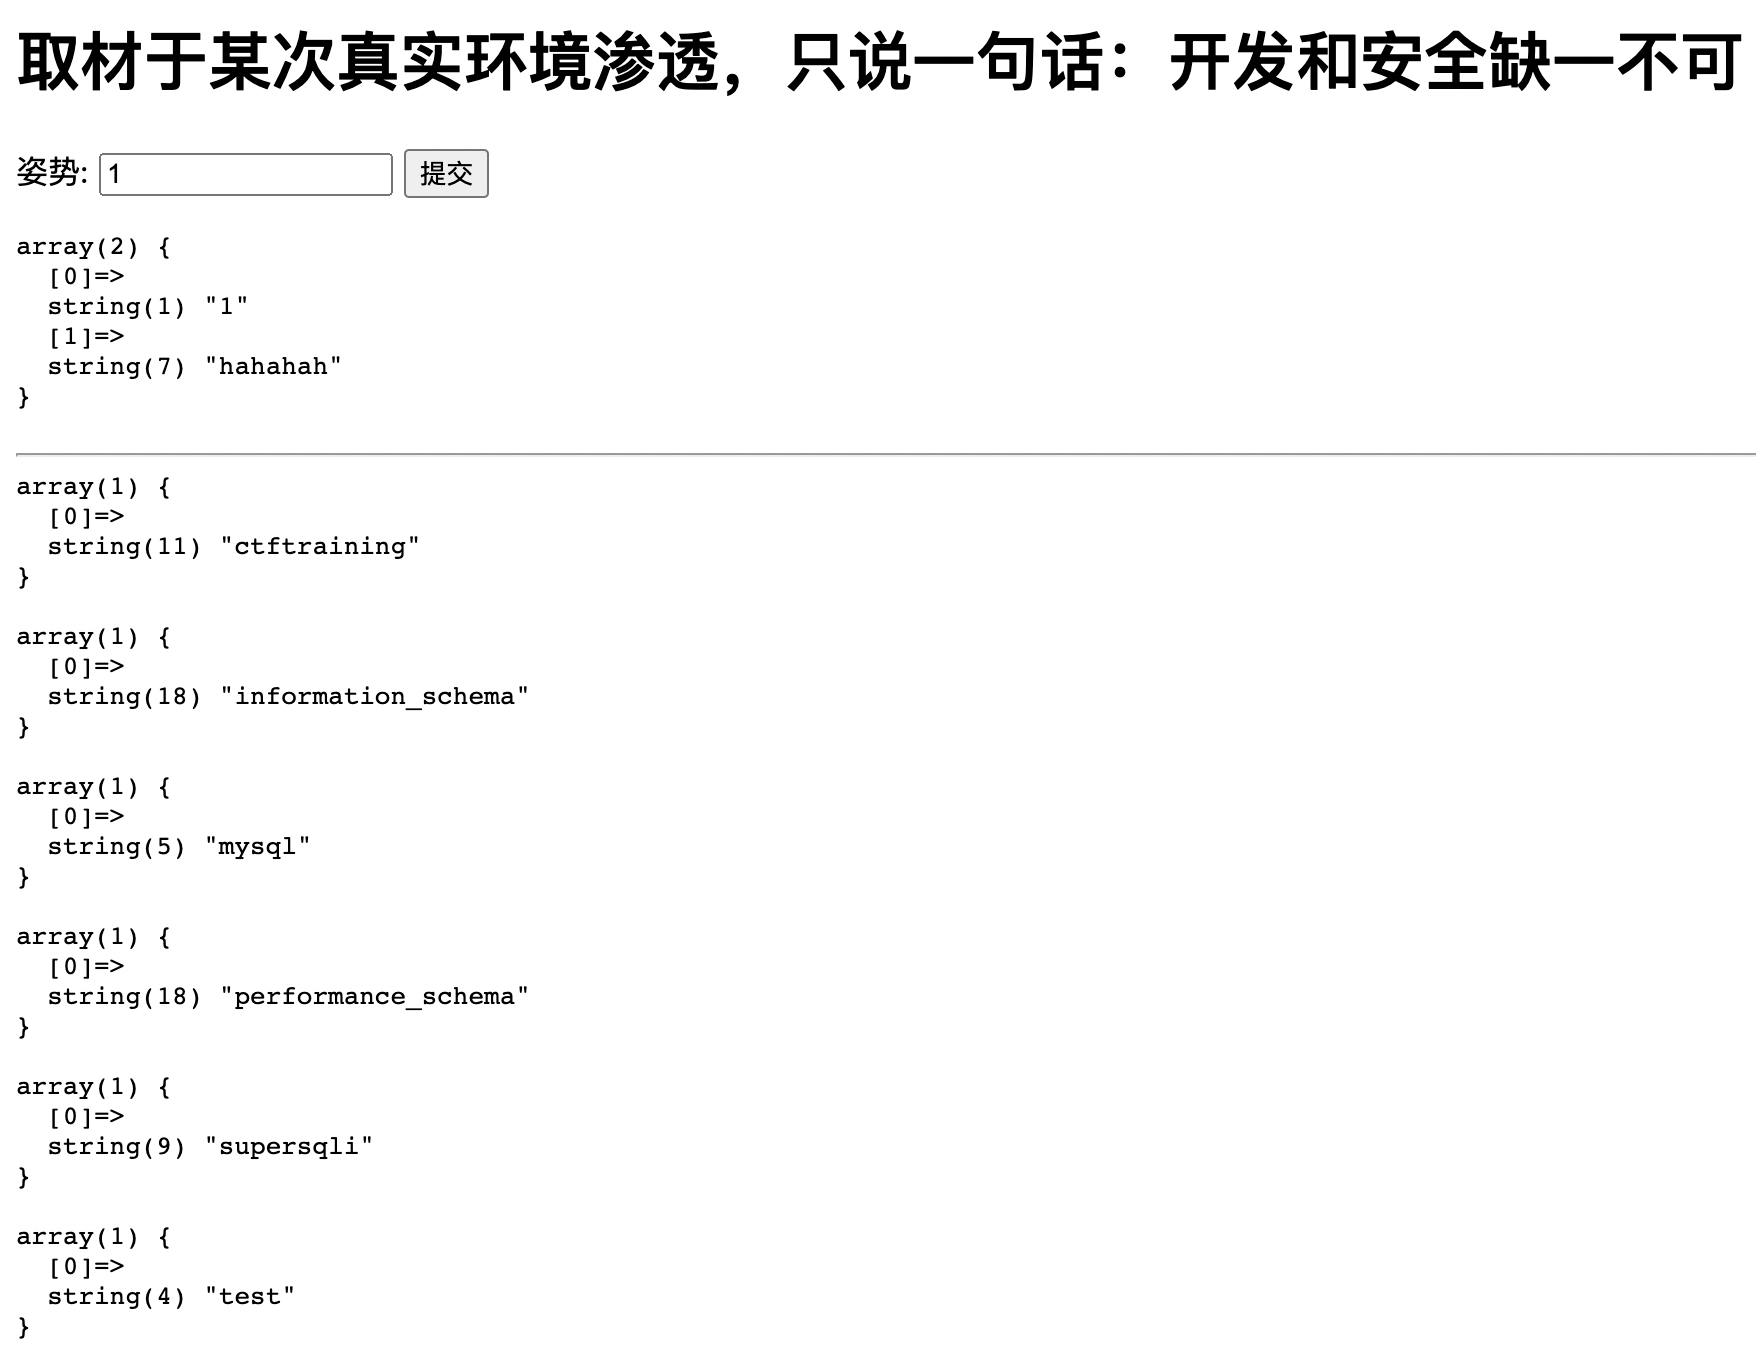 取材于某次真实环境渗透，只说一句话：开发和安全缺一不可
姿势: 1 提交
array(2) {
  [0]=>
  string(1) "1"
  [1]=>
  string(7) "hahahah"
}
array(1) {
  [0]=>
  string(11) "ctftraining"
}
array(1) {
  [0]=>
  string(18) "information_schema"
}
array(1) {
  [0]=>
  string(5) "mysql"
}
array(1) {
  [0]=>
  string(18) "performance_schema"
}
array(1) {
  [0]=>
  string(9) "supersqli"
}
array(1) {
  [0]=>
  string(4) "test"
}